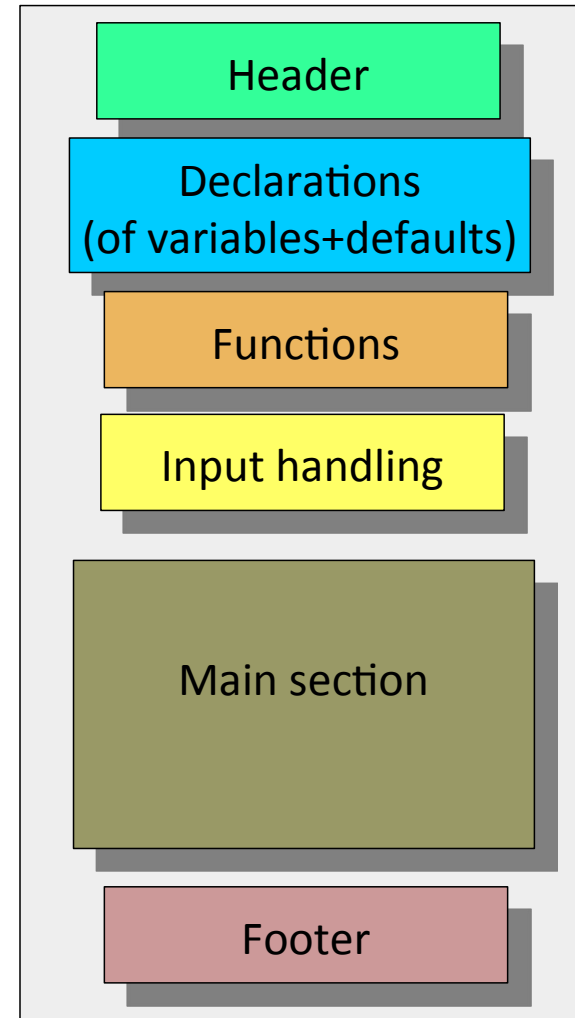 Header
Declarations
(of variables+defaults)
Functions
Input handling
Main section
Footer